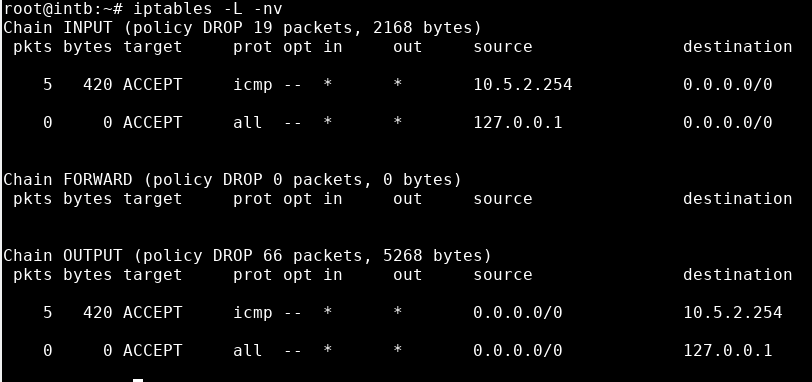 root@intb:~# iptables -L -nv
Chain INPUT (policy DROP 19 packets, 2168 bytes)
 pkts bytes target     prot opt in     out     source               destination
    5   420 ACCEPT     icmp --  *      *       10.5.2.254           0.0.0.0/0
    0     0 ACCEPT     all  --  *      *       127.0.0.1            0.0.0.0/0
Chain FORWARD (policy DROP 0 packets, 0 bytes)
 pkts bytes target     prot opt in     out     source               destination
Chain OUTPUT (policy DROP 66 packets, 5268 bytes)
 pkts bytes target     prot opt in     out     source               destination
    5   420 ACCEPT     icmp --  *      *       0.0.0.0/0            10.5.2.254
    0     0 ACCEPT     all  --  *      *       0.0.0.0/0            127.0.0.1